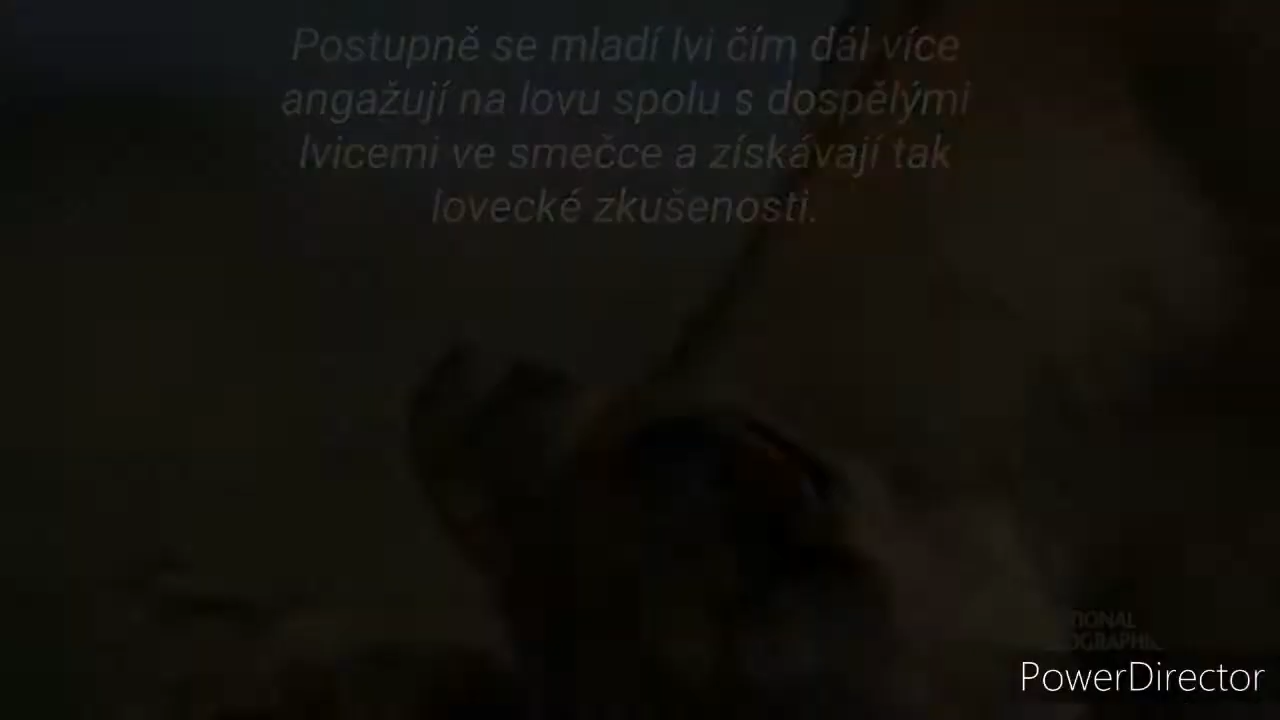 Postupně se mladí lvi čím dál více
angažují na lovu spolu s dospělými
lvicemi ve smečce a získávají tak
lovecké zkušenosti.
PowerDirector